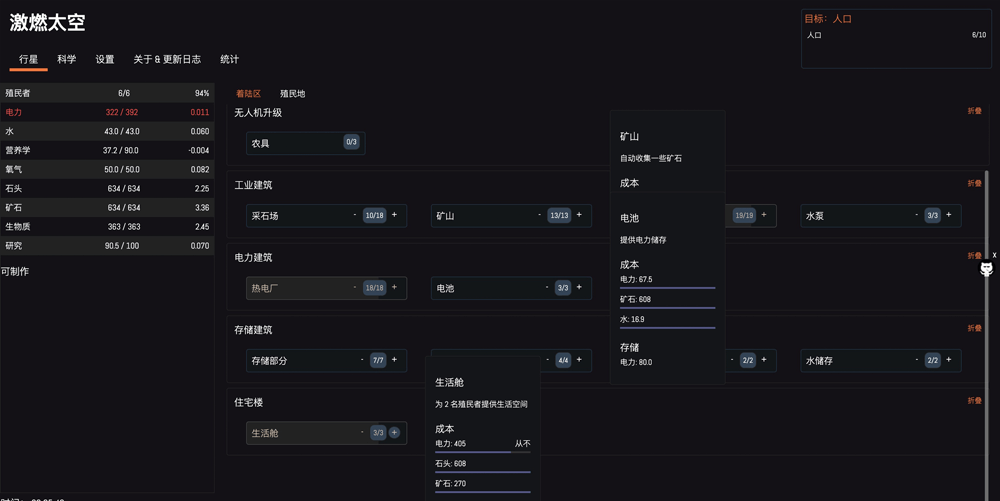 激燃太空
目标：人口
人口 6/10
行星 科学 设置 关于 & 更新日志 统计
殖民者 6/6 94%
电力 322 / 392 0.011
水 43.0 / 43.0 0.060
营养学 37.2 / 90.0 -0.004
氧气 50.0 / 50.0 0.082
石头 634 / 634 2.25
矿石 634 / 634 3.36
生物质 363 / 363 2.45
研究 90.5 / 100 0.070
可制作
着陆区 殖民地
无人机升级 折叠
农具 0/3
工业建筑 折叠
采石场 - 10/18 +
矿山 - 13/13 +
19/19 +
水泵 - 3/3 +
电力建筑 折叠
热电厂 - 18/18 +
电池 - 3/3 +
存储建筑 折叠
存储部分 - 7/7 +
- 4/4 +
- 2/2 +
水储存 - 2/2 +
住宅楼 折叠
生活舱 - 3/3 +
矿山
自动收集一些矿石
成本
电池
提供电力储存
成本
电力: 67.5
矿石: 608
水: 16.9
存储
电力: 80.0
生活舱
为 2 名殖民者提供生活空间
成本
电力: 405 从不
石头: 608
矿石: 270
X